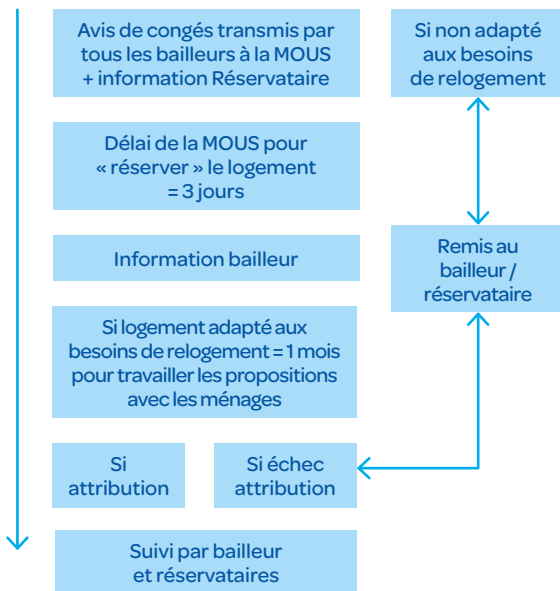 Avis de congés transmis par
tous les bailleurs à la MOUS
+ information Réservataire
Si non adapté
aux besoins
de relogement
Délai de la MOUS pour
« réserver » le logement
= 3 jours
Information bailleur
Remis au
bailleur /
réservataire
Si logement adapté aux
besoins de relogement = 1 mois
pour travailler les propositions
avec les ménages
Si
attribution
Si échec
attribution
Suivi par bailleur
et réservataires